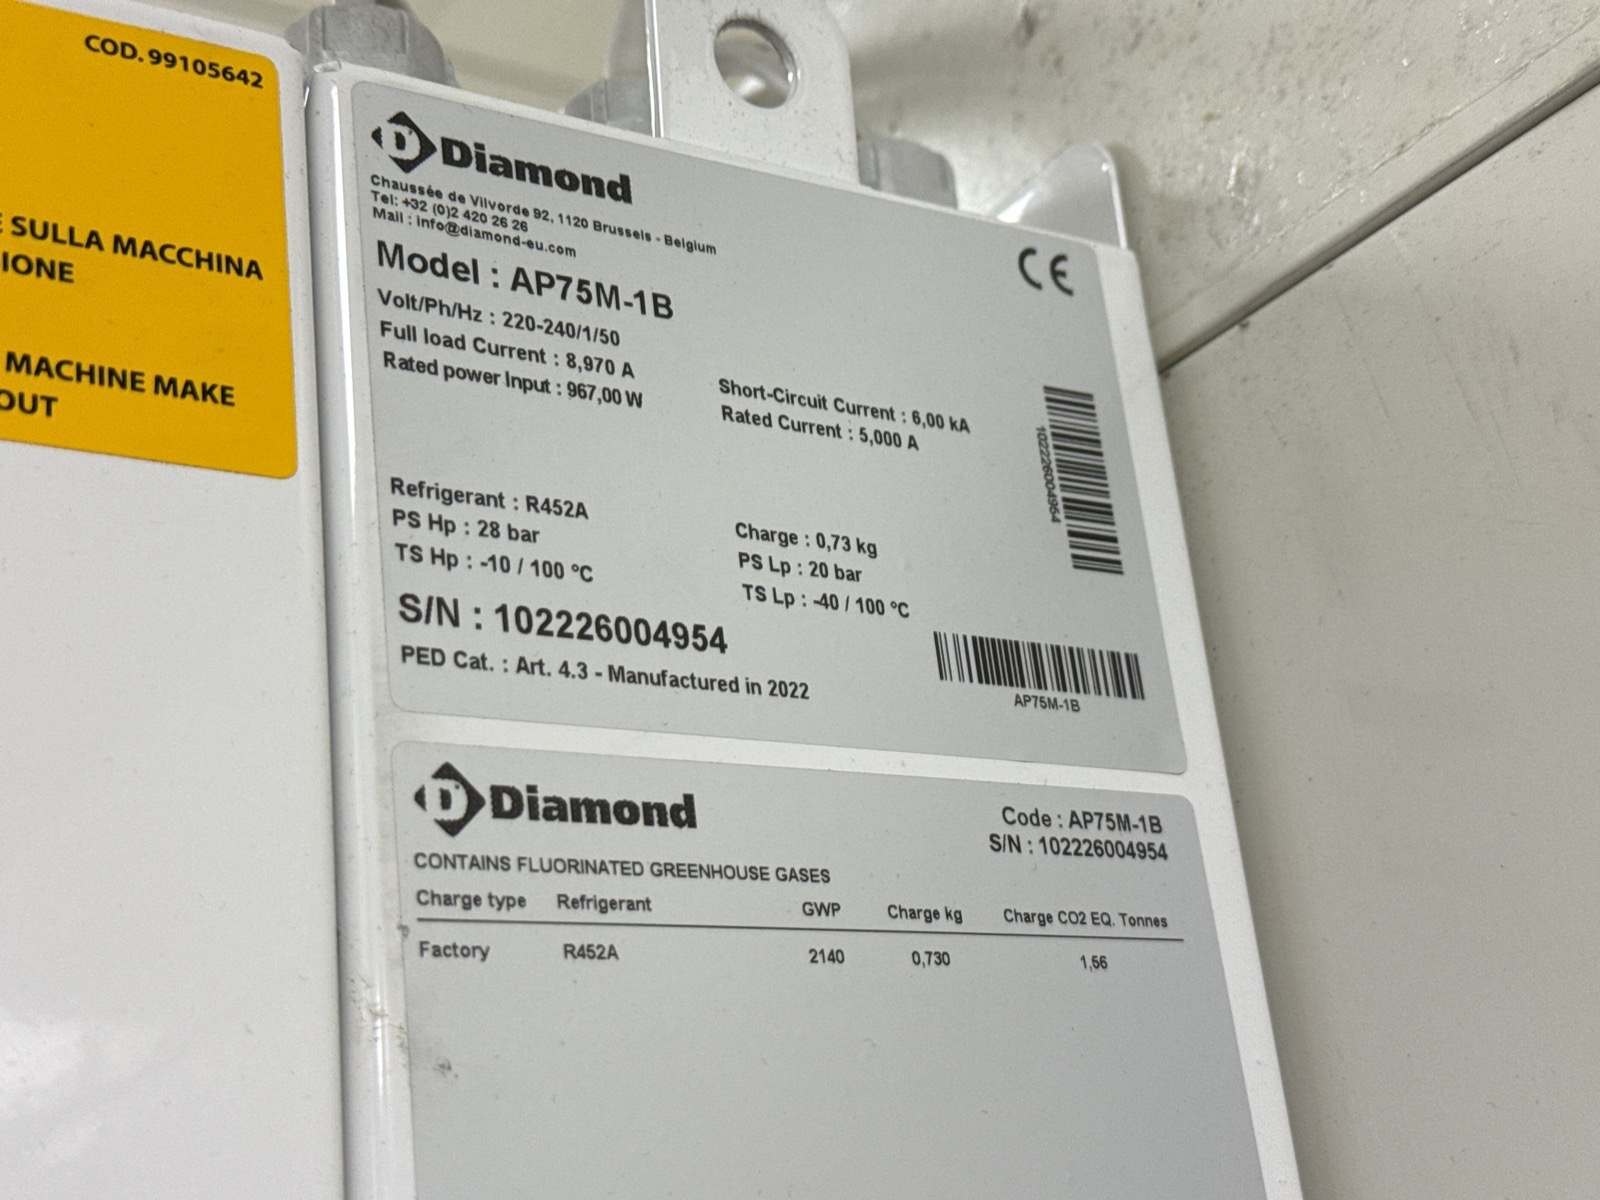 COD. 99105642
SULLA MACCHINA
IONE
MACHINE MAKE
OUT
Diamond
Chaussée de Vilvorde 92, 1120 Brussels - Belgium
Tel: +32 (0)2 420 26 26
Mail : info@diamond-eu.com
CE
Model : AP75M-1B
Volt/Ph/Hz : 220-240/1/50
Full load Current : 8,970 A
Rated power Input : 967,00 W
Short-Circuit Current : 6,00 kA
Rated Current : 5,000 A
102226004954
Refrigerant : R452A
PS Hp : 28 bar
TS Hp : -10 / 100 °C
Charge : 0,73 kg
PS Lp : 20 bar
TS Lp : -40 / 100 °C
S/N : 102226004954
PED Cat. : Art. 4.3 - Manufactured in 2022
AP75M-1B
Diamond
Code : AP75M-1B
S/N : 102226004954
CONTAINS FLUORINATED GREENHOUSE GASES
Charge type Refrigerant GWP Charge kg Charge CO2 EQ. Tonnes
Factory R452A 2140 0,730 1,56